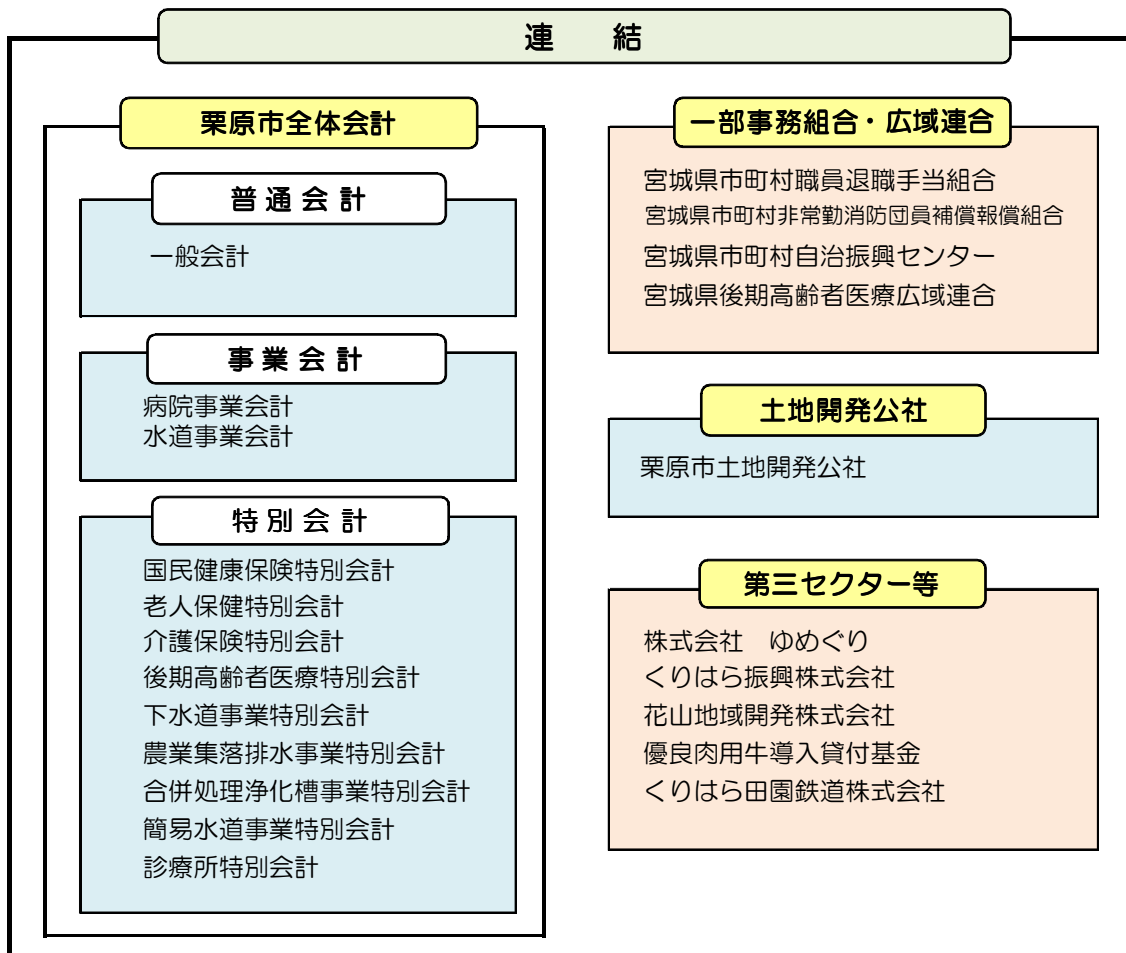 連　結
栗原市全体会計
普通会計
一般会計
事業会計
病院事業会計
水道事業会計
特別会計
国民健康保険特別会計
老人保健特別会計
介護保険特別会計
後期高齢者医療特別会計
下水道事業特別会計
農業集落排水事業特別会計
合併処理浄化槽事業特別会計
簡易水道事業特別会計
診療所特別会計
一部事務組合・広域連合
宮城県市町村職員退職手当組合
宮城県市町村非常勤消防団員補償報償組合
宮城県市町村自治振興センター
宮城県後期高齢者医療広域連合
土地開発公社
栗原市土地開発公社
第三セクター等
株式会社　ゆめぐり
くりはら振興株式会社
花山地域開発株式会社
優良肉用牛導入貸付基金
くりはら田園鉄道株式会社